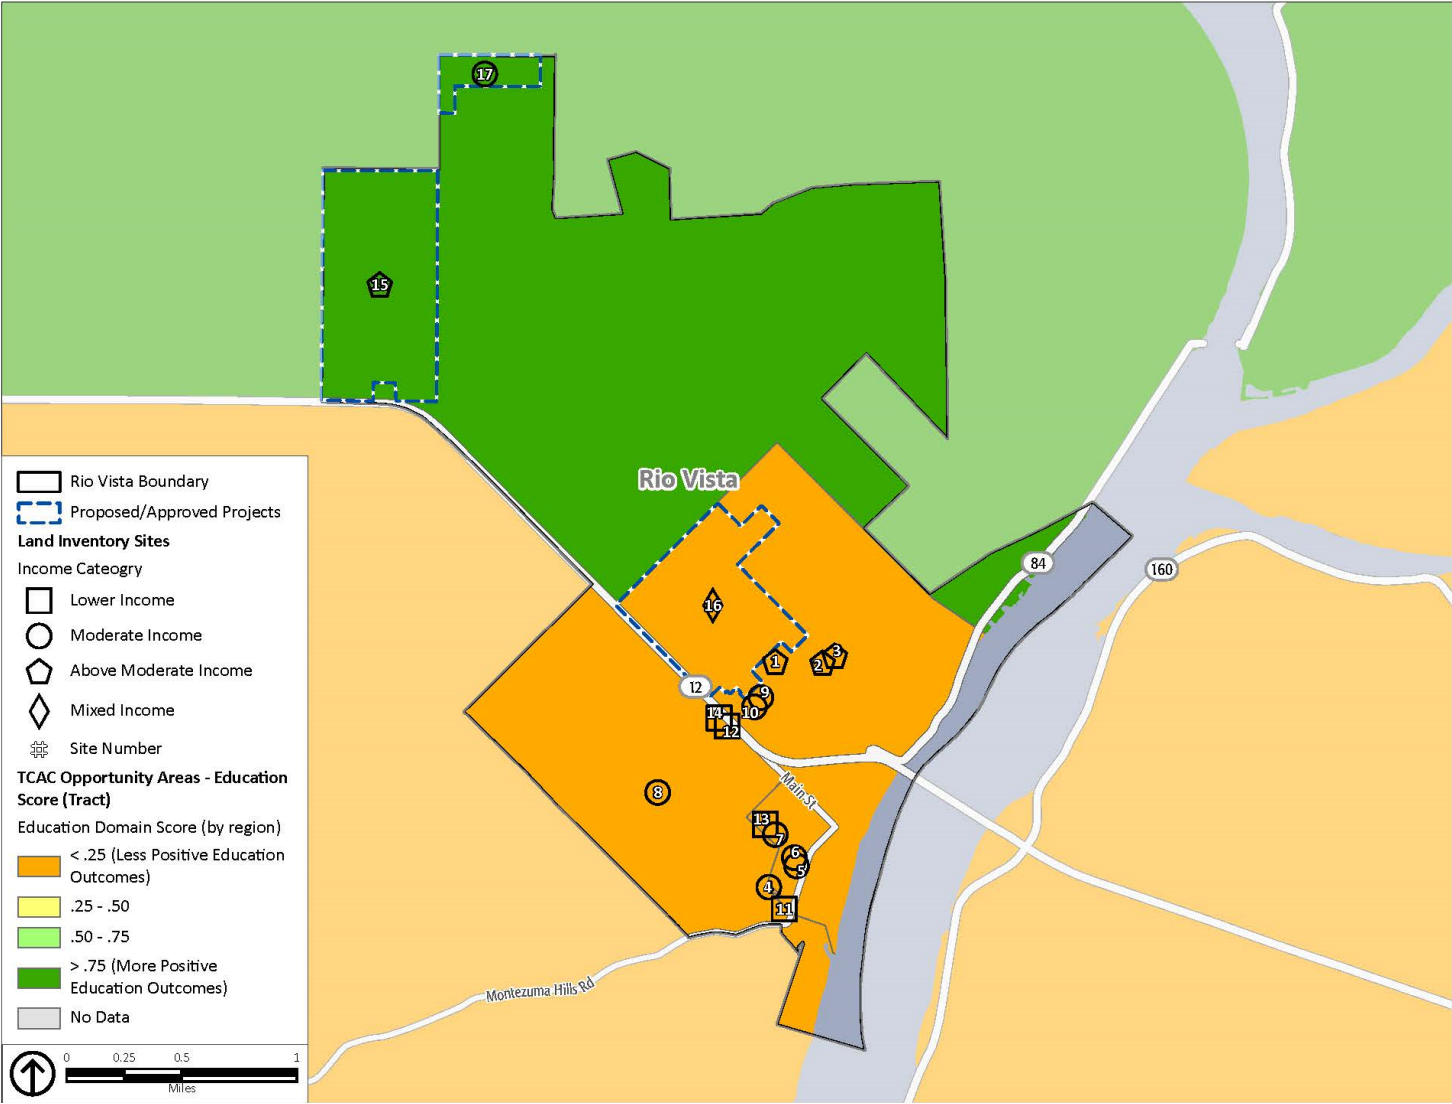 17
15
Rio Vista
84
160
16
1
2
3
9
10
12
14
12
8
Main St
13
7
6
5
4
11
Montezuma Hills Rd
Rio Vista Boundary
Proposed/Approved Projects
Land Inventory Sites
Income Cateogry
Lower Income
Moderate Income
Above Moderate Income
Mixed Income
Site Number
TCAC Opportunity Areas - Education
Score (Tract)
Education Domain Score (by region)
< .25 (Less Positive Education
Outcomes)
.25 - .50
.50 - .75
> .75 (More Positive
Education Outcomes)
No Data
0 0.25 0.5 1
Miles